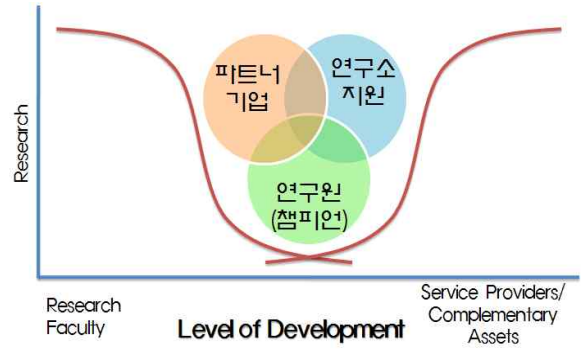 파트너
기업
연구소
지원
연구원
(챔피언)
Research
Research
Faculty
Level of Development
Service Providers/
Complementary
Assets